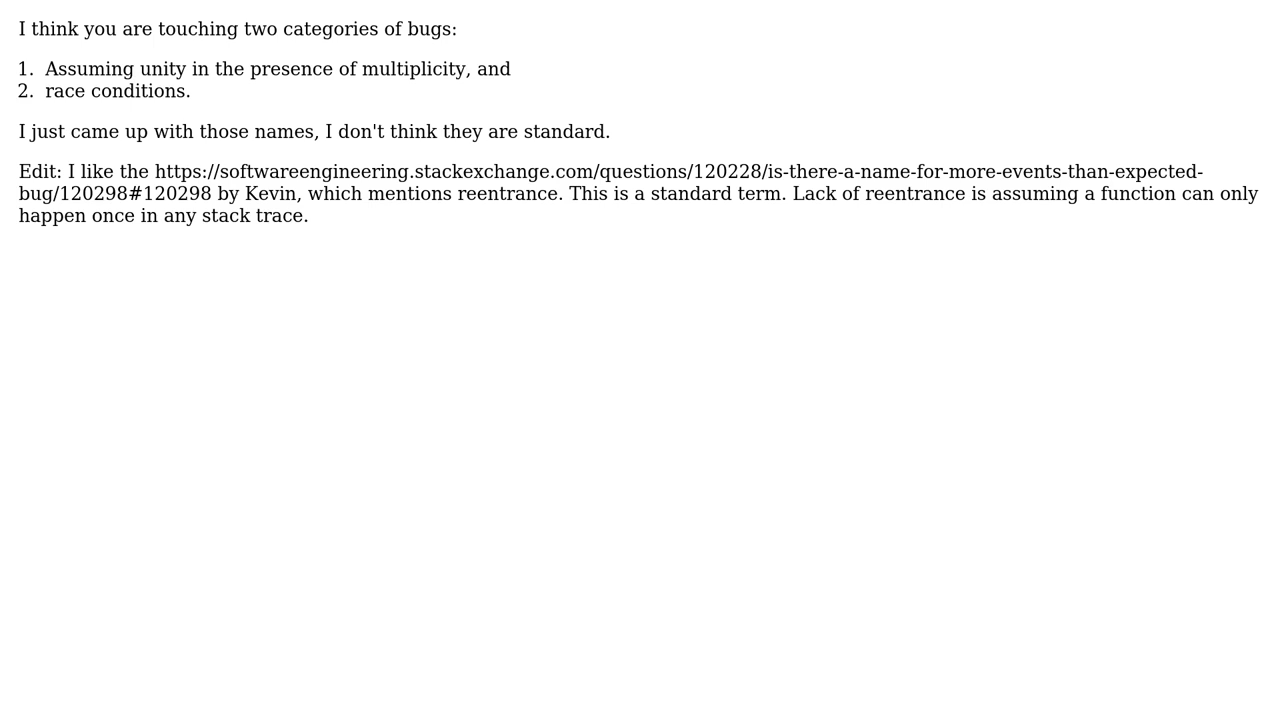 I think you are touching two categories of bugs:
1. Assuming unity in the presence of multiplicity, and
2. race conditions.
I just came up with those names, I don't think they are standard.
Edit: I like the https://softwareengineering.stackexchange.com/questions/120228/is-there-a-name-for-more-events-than-expected-
bug/120298#120298 by Kevin, which mentions reentrance. This is a standard term. Lack of reentrance is assuming a function can only
happen once in any stack trace.